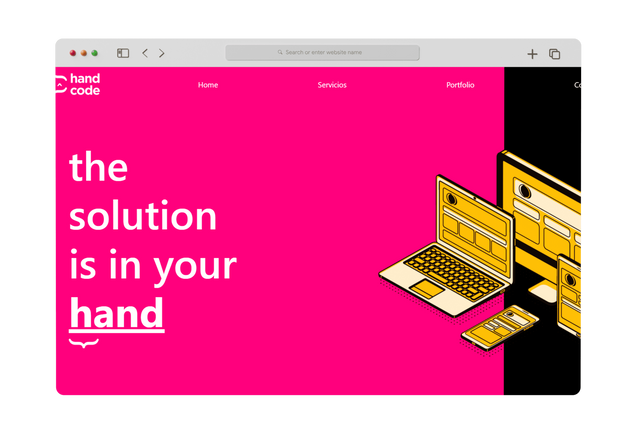 Search or enter website name
hand
code
Home
Servicios
Portfolio
Co
the
solution
is in your
hand